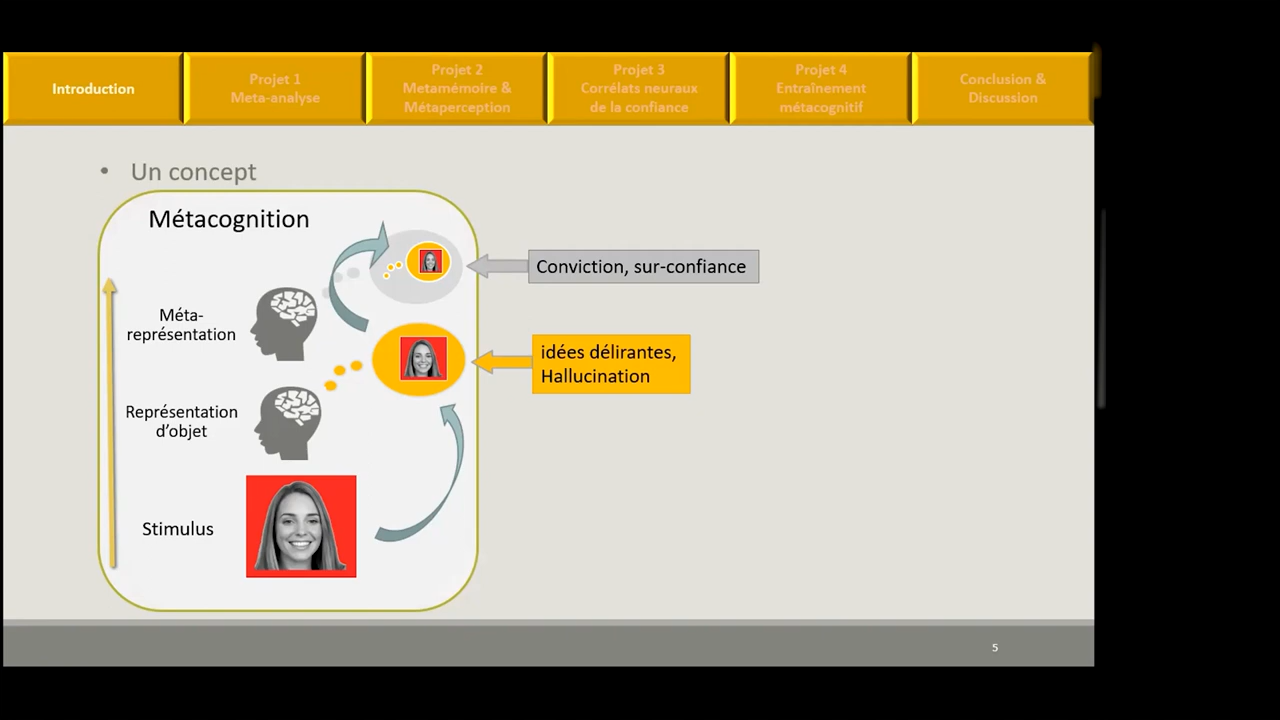 Introduction
Projet 1
Meta-analyse
Projet 2
Metamémoire &
Métaperception
Projet 3
Corrélats neuraux
de la confiance
Projet 4
Entraînement
métacognitif
Conclusion &
Discussion
• Un concept
Métacognition
Conviction, sur-confiance
Méta-
représentation
idées délirantes,
Hallucination
Représentation
d'objet
Stimulus
5